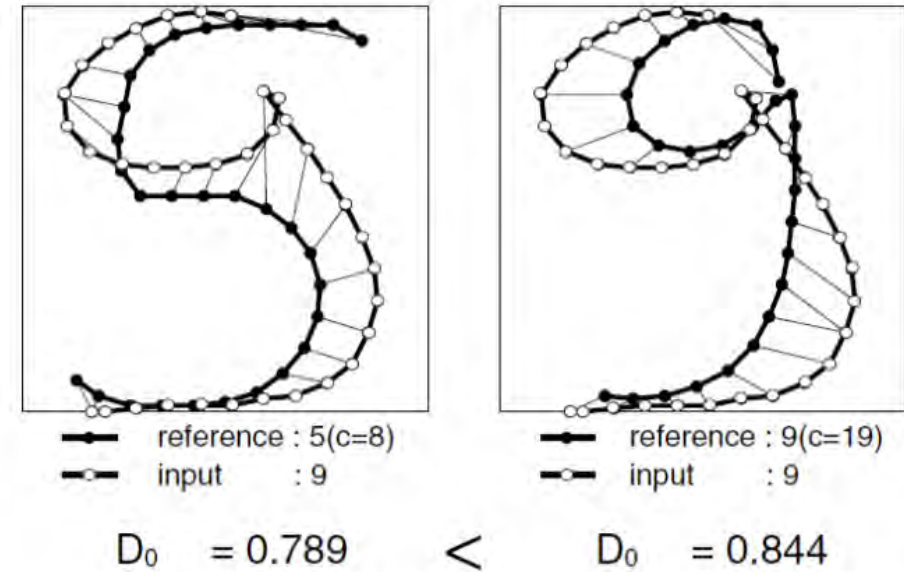 reference : 5(c=8)
input : 9
reference : 9(c=19)
input : 9
D₀ = 0.789 < D₀ = 0.844